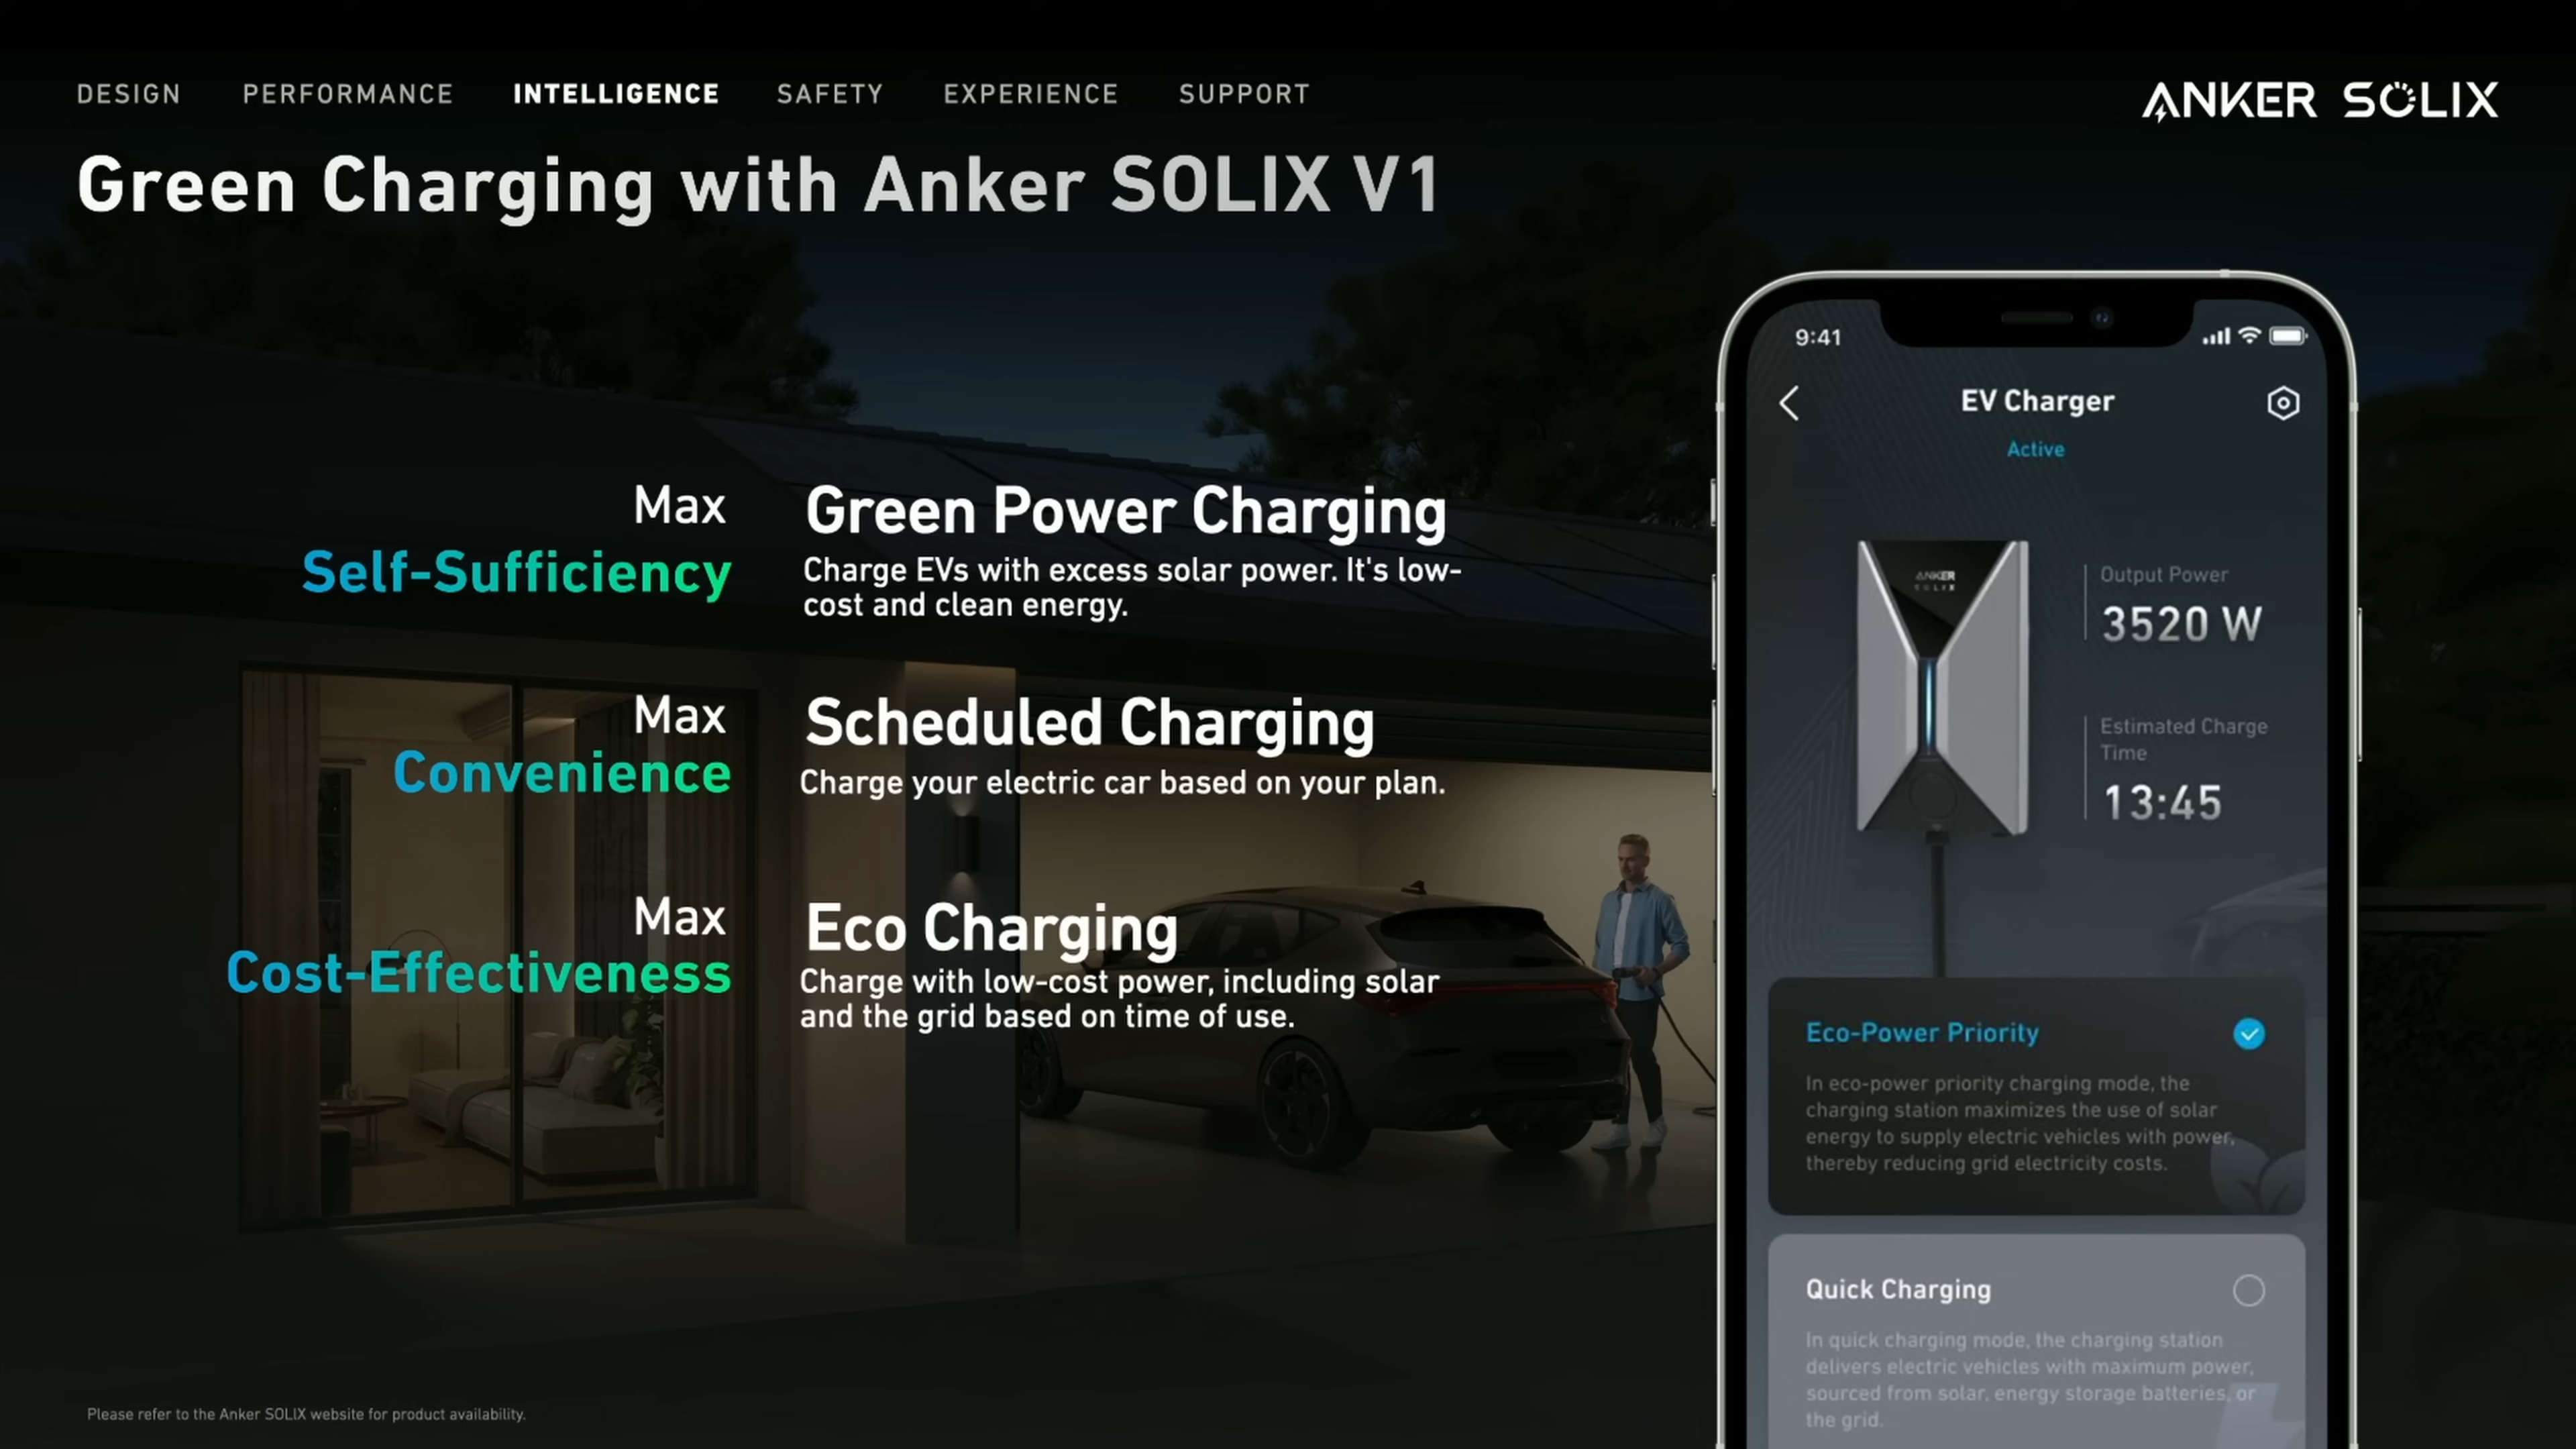 DESIGN PERFORMANCE INTELLIGENCE SAFETY EXPERIENCE SUPPORT
ANKER SOLIX
Green Charging with Anker SOLIX V1
Max
Self-Sufficiency
Green Power Charging
Charge EVs with excess solar power. It's low-
cost and clean energy.
Max
Convenience
Scheduled Charging
Charge your electric car based on your plan.
Max
Cost-Effectiveness
Eco Charging
Charge with low-cost power, including solar
and the grid based on time of use.
Please refer to the Anker SOLIX website for product availability.
9:41
EV Charger
Active
ANKER
SOLIX
Output Power
3520 W
Estimated Charge
Time
13:45
Eco-Power Priority
In eco-power priority charging mode, the
charging station maximizes the use of solar
energy to supply electric vehicles with power,
thereby reducing grid electricity costs.
Quick Charging
In quick charging mode, the charging station
delivers electric vehicles with maximum power,
sourced from solar, energy storage batteries, or
the grid.